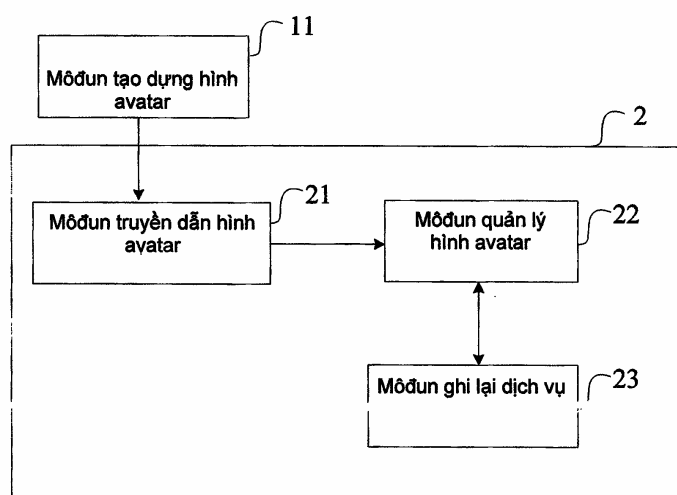 11
Môđun tạo dựng hình
avatar
2
21
Môđun truyền dẫn hình
avatar
22
Môđun quản lý
hình avatar
23
Môđun ghi lại dịch vụ